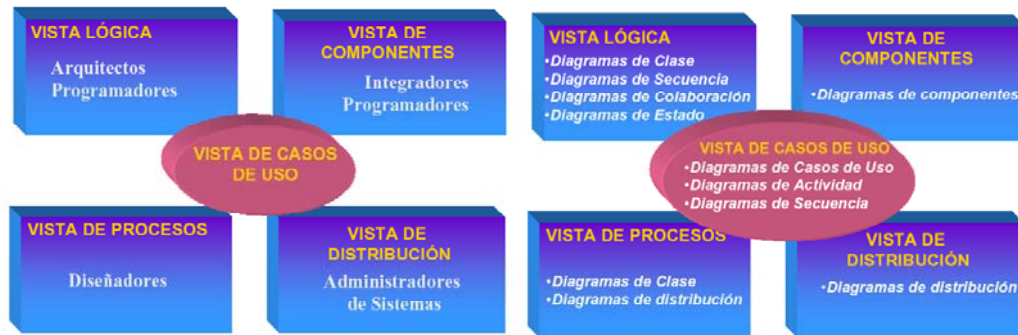 VISTA LÓGICA
Arquitectos
Programadores
VISTA DE
COMPONENTES
Integradores
Programadores
VISTA DE CASOS
DE USO
VISTA DE PROCESOS
Diseñadores
VISTA DE
DISTRIBUCIÓN
Administradores
de Sistemas
VISTA LÓGICA
•Diagramas de Clase
•Diagramas de Secuencia
•Diagramas de Colaboración
•Diagramas de Estado
VISTA DE
COMPONENTES
•Diagramas de componentes
VISTA DE CASOS DE USO
•Diagramas de Casos de Uso
•Diagramas de Actividad
•Diagramas de Secuencia
VISTA DE PROCESOS
•Diagramas de Clase
•Diagramas de distribución
VISTA DE
DISTRIBUCIÓN
•Diagramas de distribución